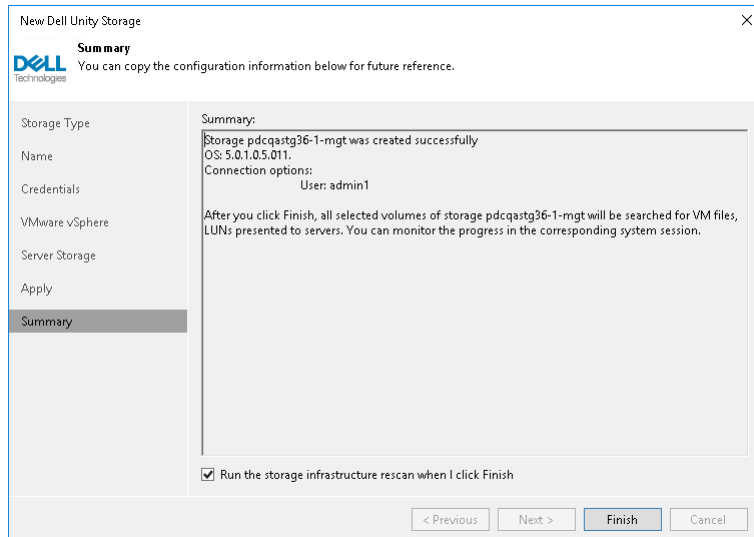 New Dell Unity Storage
Summary
You can copy the configuration information below for future reference.
DELL
Technologies
Storage Type
Name
Credentials
VMware vSphere
Server Storage
Apply
Summary
Summary:
Storage pdcqastg36-1-mgt was created successfully
OS: 5.0.1.0.5.011.
Connection options:
User: admin1
After you click Finish, all selected volumes of storage pdcqastg36-1-mgt will be searched for VM files,
LUNs presented to servers. You can monitor the progress in the corresponding system session.
Run the storage infrastructure rescan when I click Finish
< Previous
Next >
Finish
Cancel